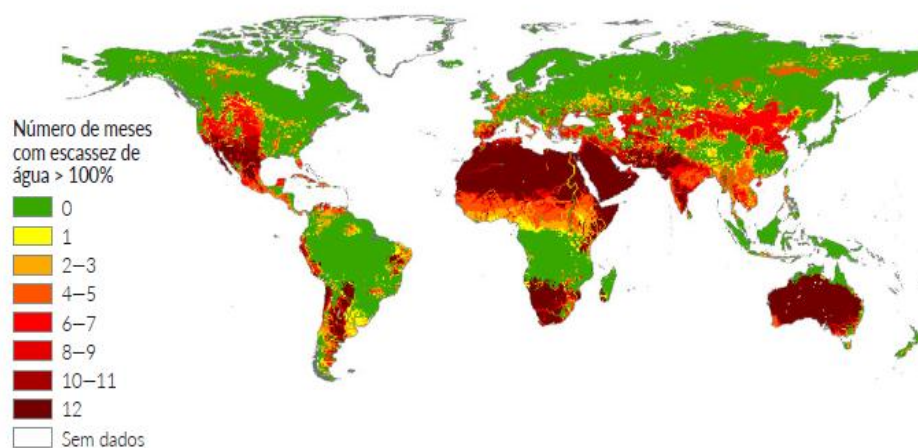 Número de meses
com escassez de
água > 100%
0
1
2–3
4–5
6–7
8–9
10–11
12
Sem dados